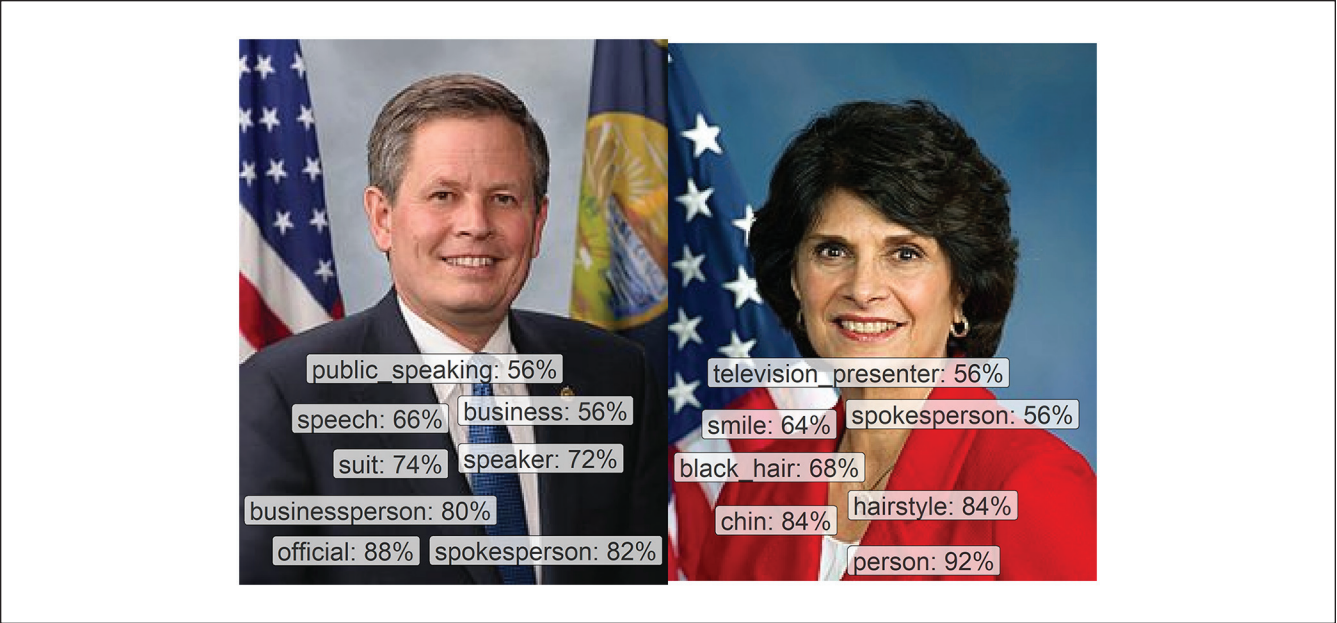 public_speaking: 56%
speech: 66%
business: 56%
suit: 74%
speaker: 72%
businessperson: 80%
official: 88%
spokesperson: 82%
television_presenter: 56%
smile: 64%
spokesperson: 56%
black_hair: 68%
chin: 84%
hairstyle: 84%
person: 92%